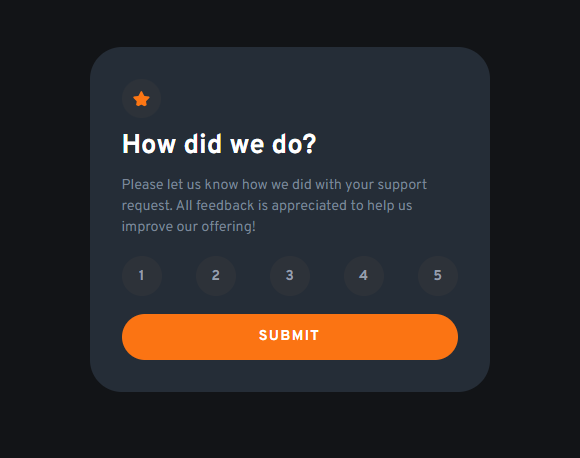 How did we do?
Please let us know how we did with your support
request. All feedback is appreciated to help us
improve our offering!
1 2 3 4 5
SUBMIT